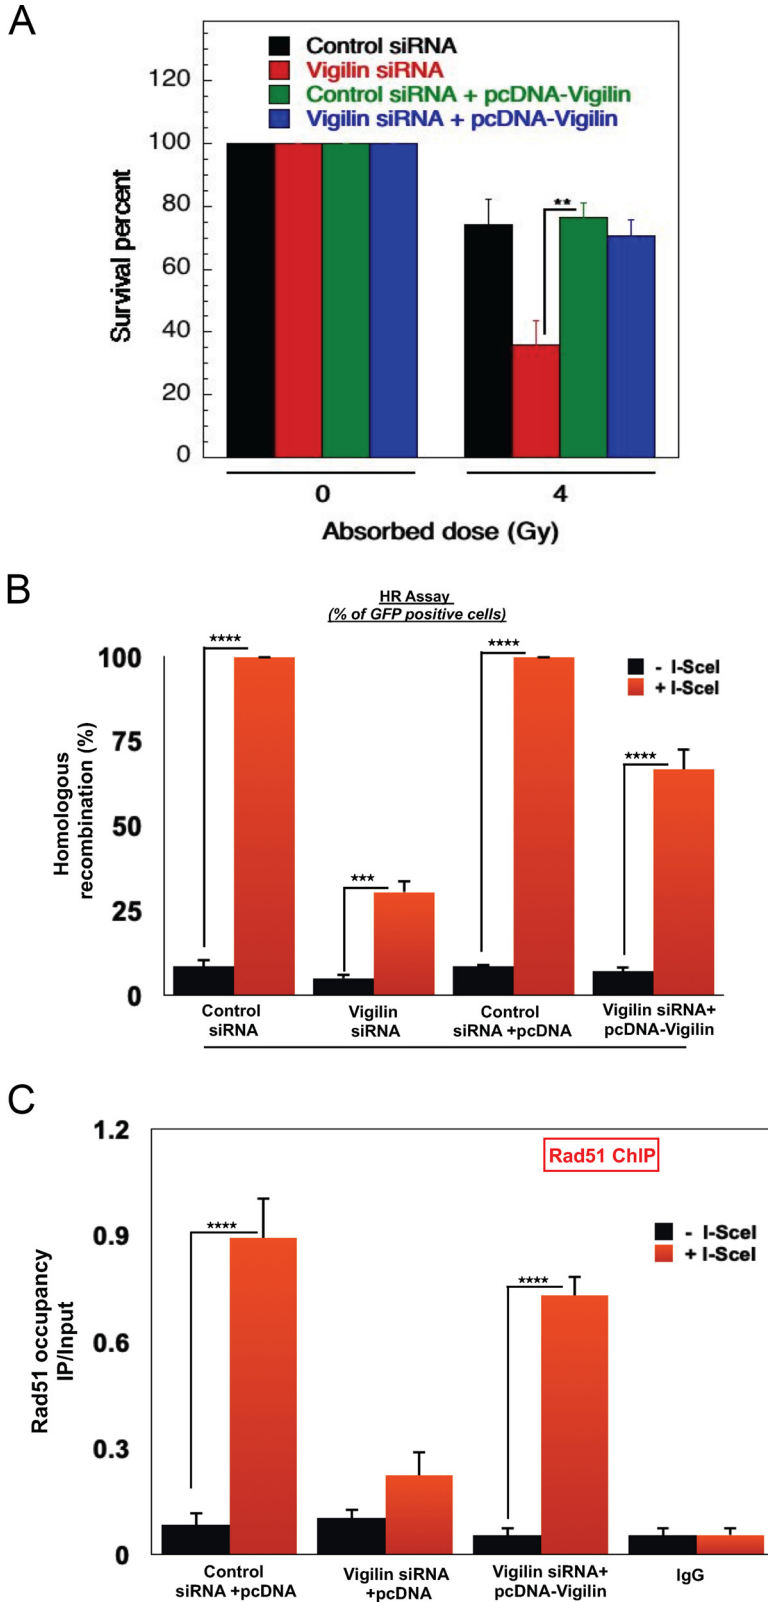 A
Control siRNA
Vigilin siRNA
Control siRNA + pcDNA-Vigilin
Vigilin siRNA + pcDNA-Vigilin
Survival percent
120
100
80
60
40
20
0
**
0
4
Absorbed dose (Gy)
B
HR Assay
(% of GFP positive cells)
- I-SceI
+ I-SceI
Homologous
recombination (%)
100
75
50
25
0
****
***
****
****
Control
siRNA
Vigilin
siRNA
Control
siRNA +pcDNA
Vigilin siRNA+
pcDNA-Vigilin
C
Rad51 ChIP
- I-SceI
+ I-SceI
Rad51 occupancy
IP/Input
1.2
0.9
0.6
0.3
0
****
****
Control
siRNA +pcDNA
Vigilin siRNA
+pcDNA
Vigilin siRNA+
pcDNA-Vigilin
IgG